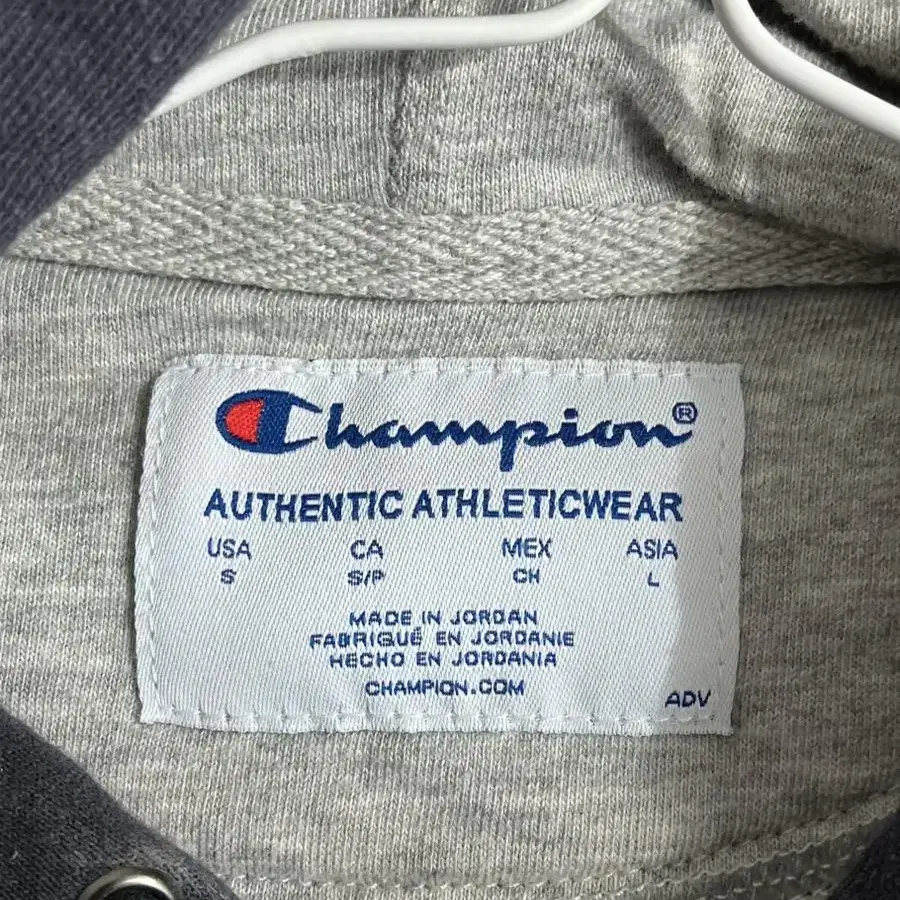 Champion®
AUTHENTIC ATHLETICWEAR
USA CA MEX ASIA
S S/P CH L
MADE IN JORDAN
FABRIQUÉ EN JORDANIE
HECHO EN JORDANIA
CHAMPION.COM
ADV